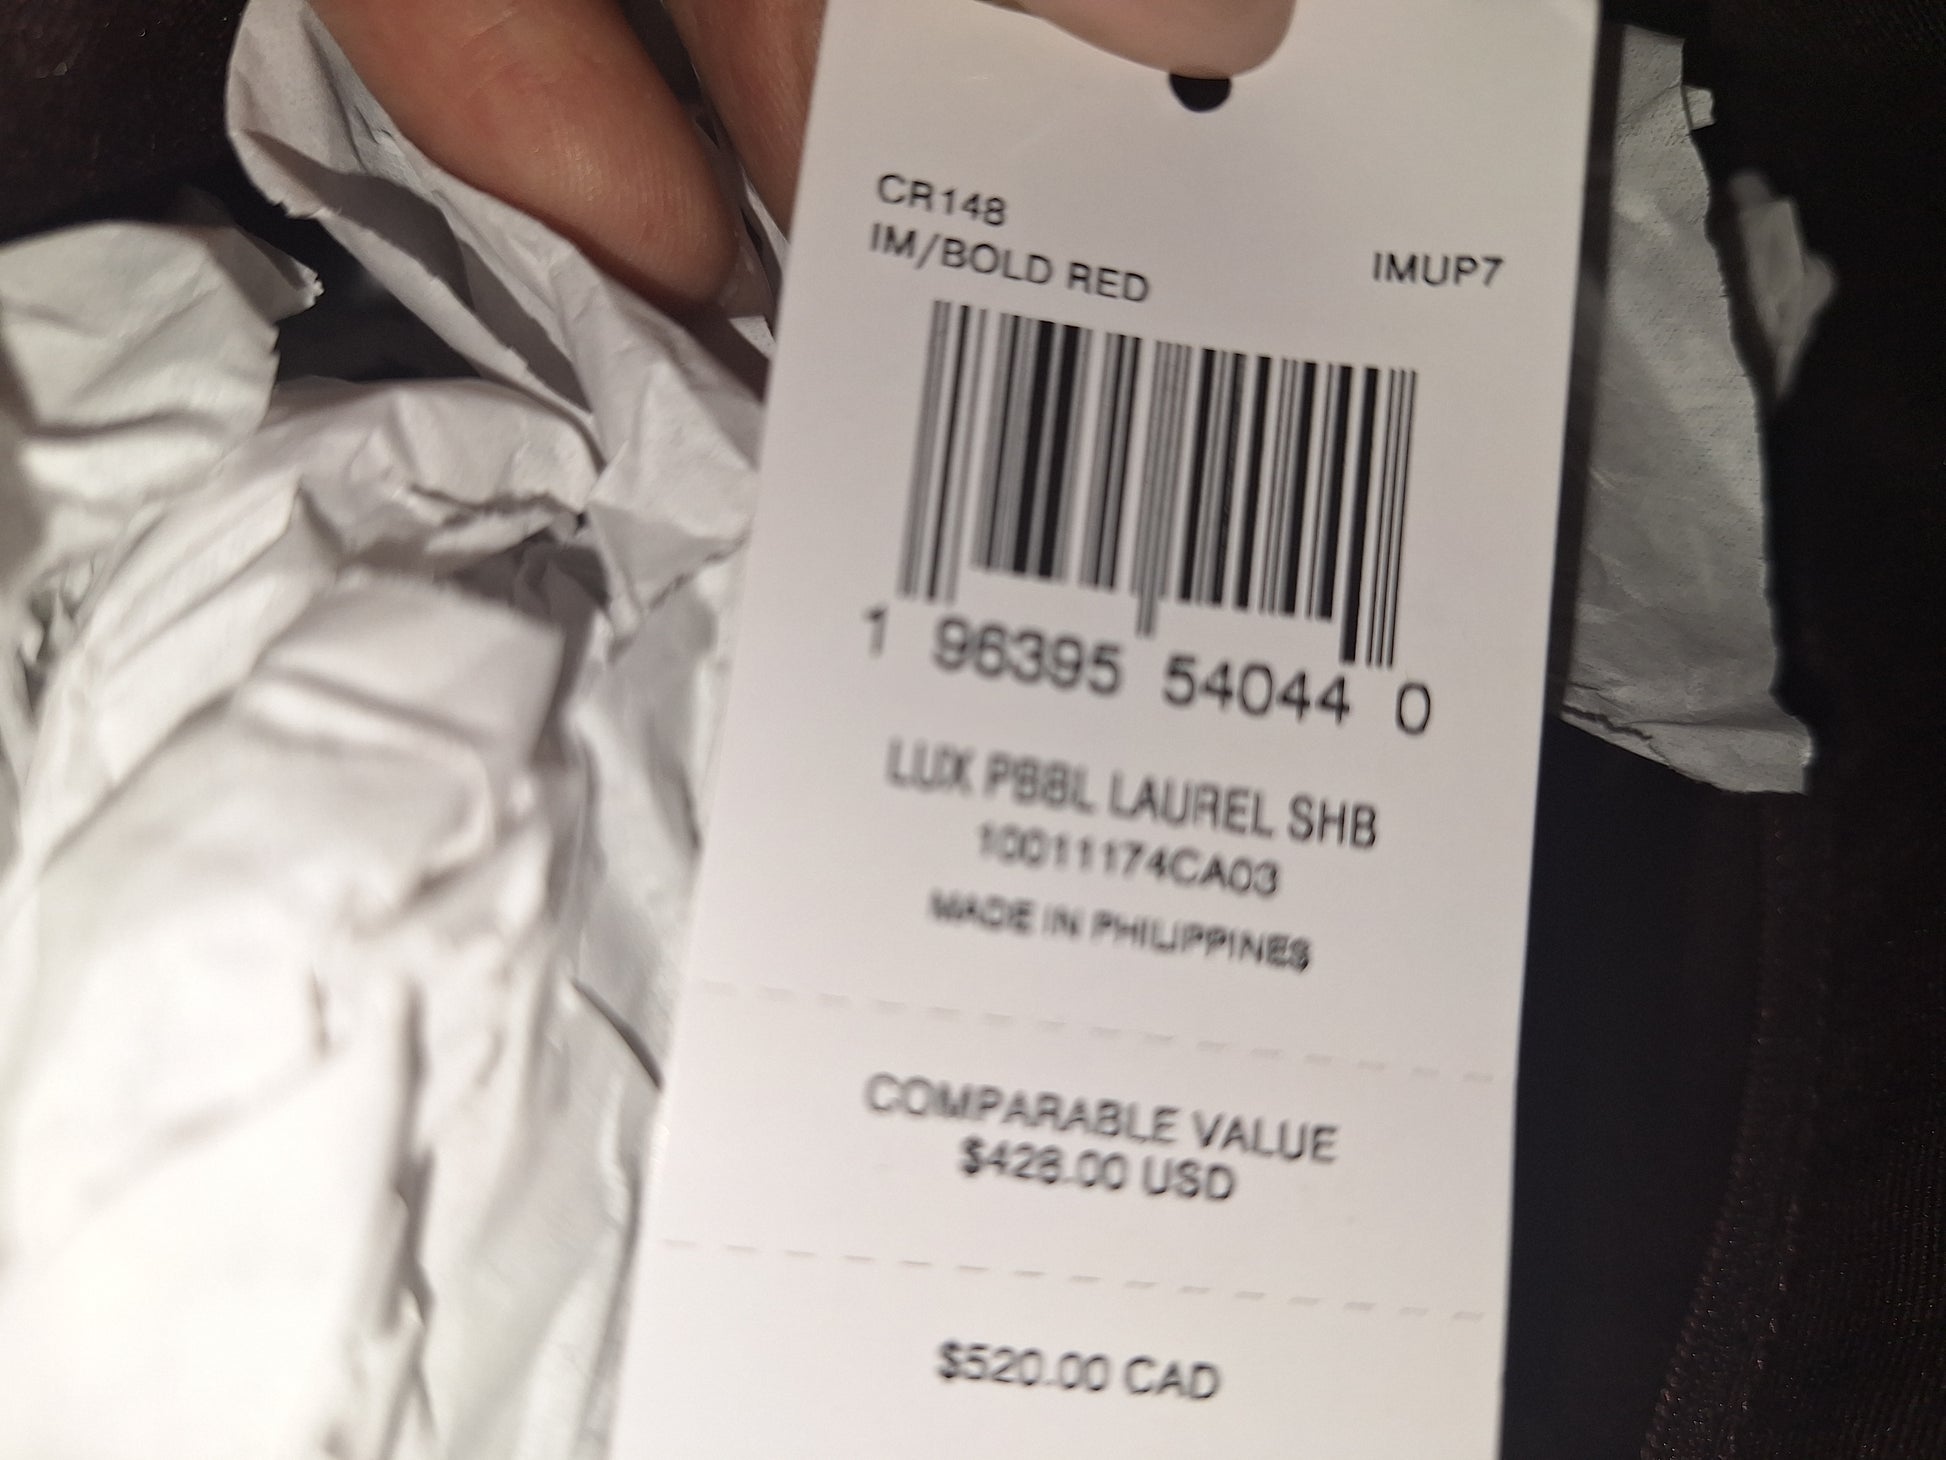 CR148
IM/BOLD RED
IMUP7
1 96395 54044 0
LUX PBBL LAUREL SHB
10011174CA03
MADE IN PHILIPPINES
COMPARABLE VALUE
$428.00 USD
$520.00 CAD